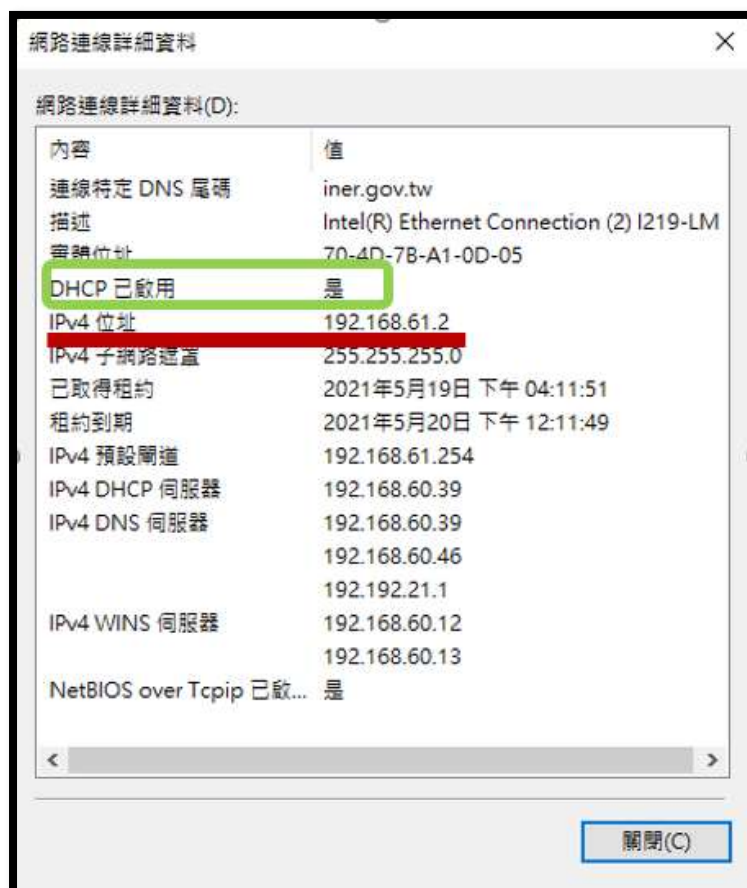 網路連線詳細資料
網路連線詳細資料(D):
內容 值
連線特定 DNS 尾碼 iner.gov.tw
描述 Intel(R) Ethernet Connection (2) I219-LM
實體位址 70-4D-7B-A1-0D-05
DHCP 已啟用 是
IPv4 位址 192.168.61.2
IPv4 子網路遮罩 255.255.255.0
已取得租約 2021年5月19日 下午 04:11:51
租約到期 2021年5月20日 下午 12:11:49
IPv4 預設閘道 192.168.61.254
IPv4 DHCP 伺服器 192.168.60.39
IPv4 DNS 伺服器 192.168.60.39
192.168.60.46
192.192.21.1
IPv4 WINS 伺服器 192.168.60.12
192.168.60.13
NetBIOS over Tcpip 已啟... 是
關閉(C)